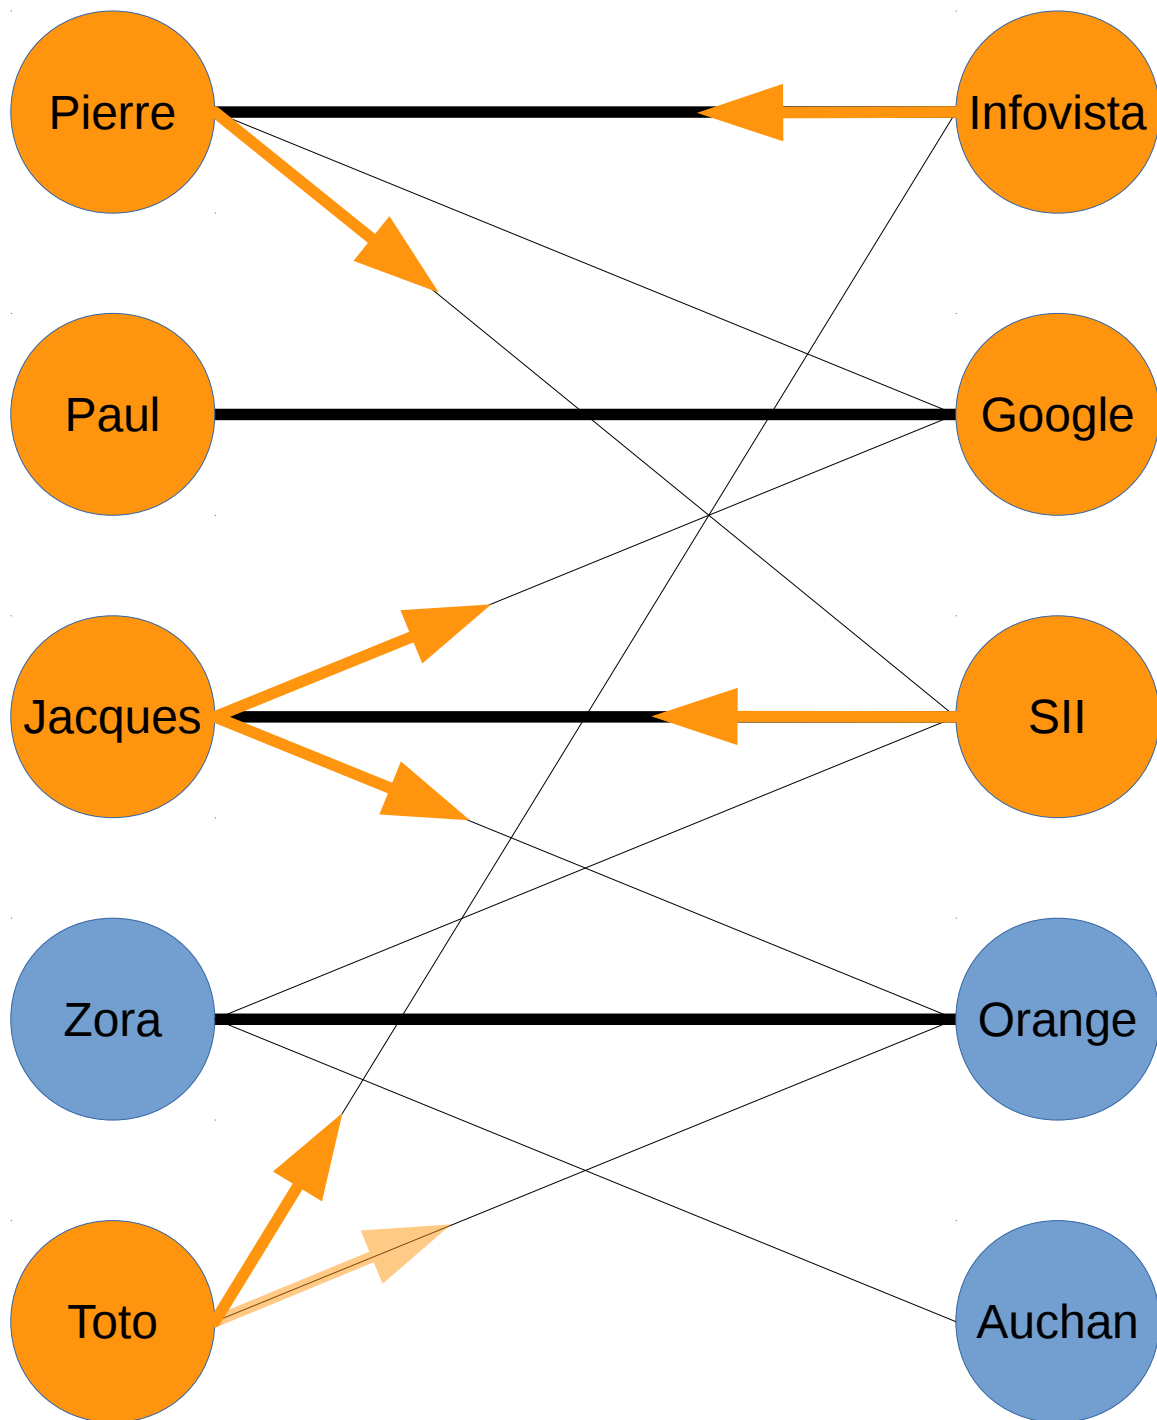 Pierre
Infovista
Paul
Google
Jacques
SII
Zora
Orange
Toto
Auchan